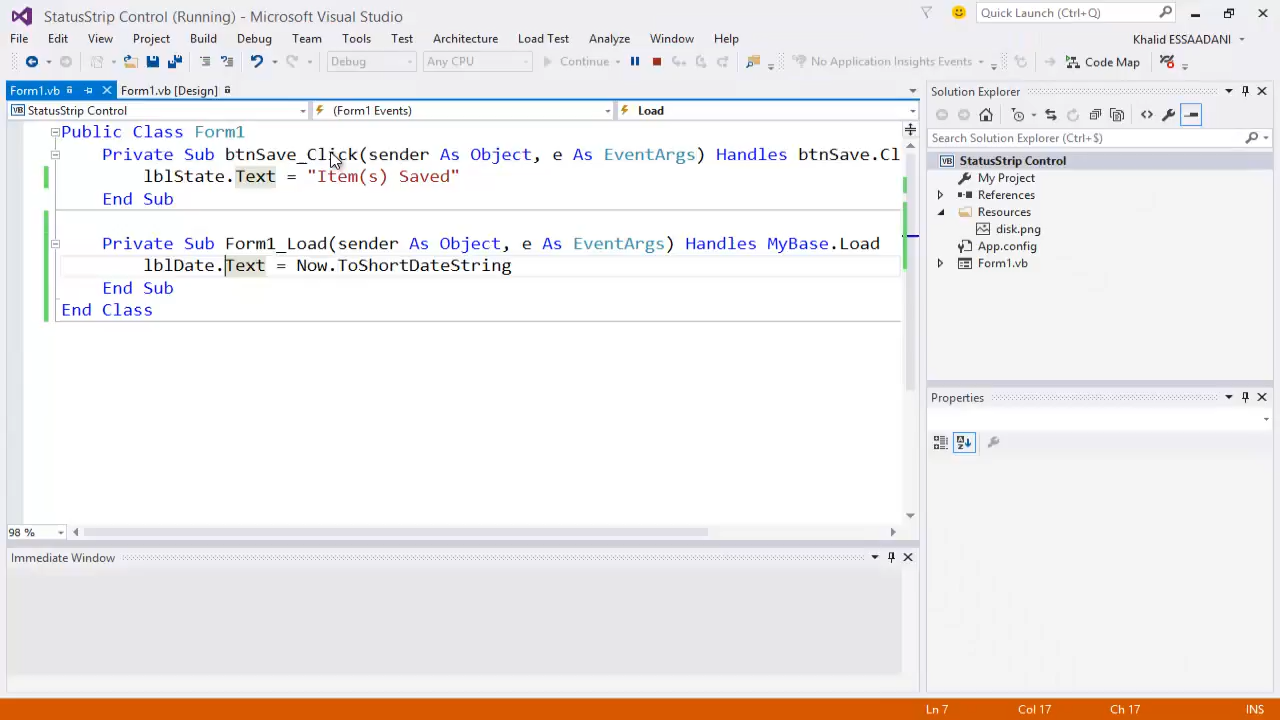 StatusStrip Control (Running) - Microsoft Visual Studio
Quick Launch (Ctrl+Q)
File Edit View Project Build Debug Team Tools Test Architecture Load Test Analyze Window Help
Khalid ESSAADANI
Debug Any CPU Continue No Application Insights Events Code Map
Form1.vb Form1.vb [Design]
StatusStrip Control (Form1 Events) Load
Public Class Form1
Private Sub btnSave_Click(sender As Object, e As EventArgs) Handles btnSave.Cl
lblState.Text = "Item(s) Saved"
End Sub
Private Sub Form1_Load(sender As Object, e As EventArgs) Handles MyBase.Load
lblDate.Text = Now.ToShortDateString
End Sub
End Class
98 %
Immediate Window
Solution Explorer
Search Solution Explorer (Ctrl+$)
VB StatusStrip Control
My Project
References
Resources
disk.png
App.config
VB Form1.vb
Properties
Ln 7 Col 17 Ch 17 INS